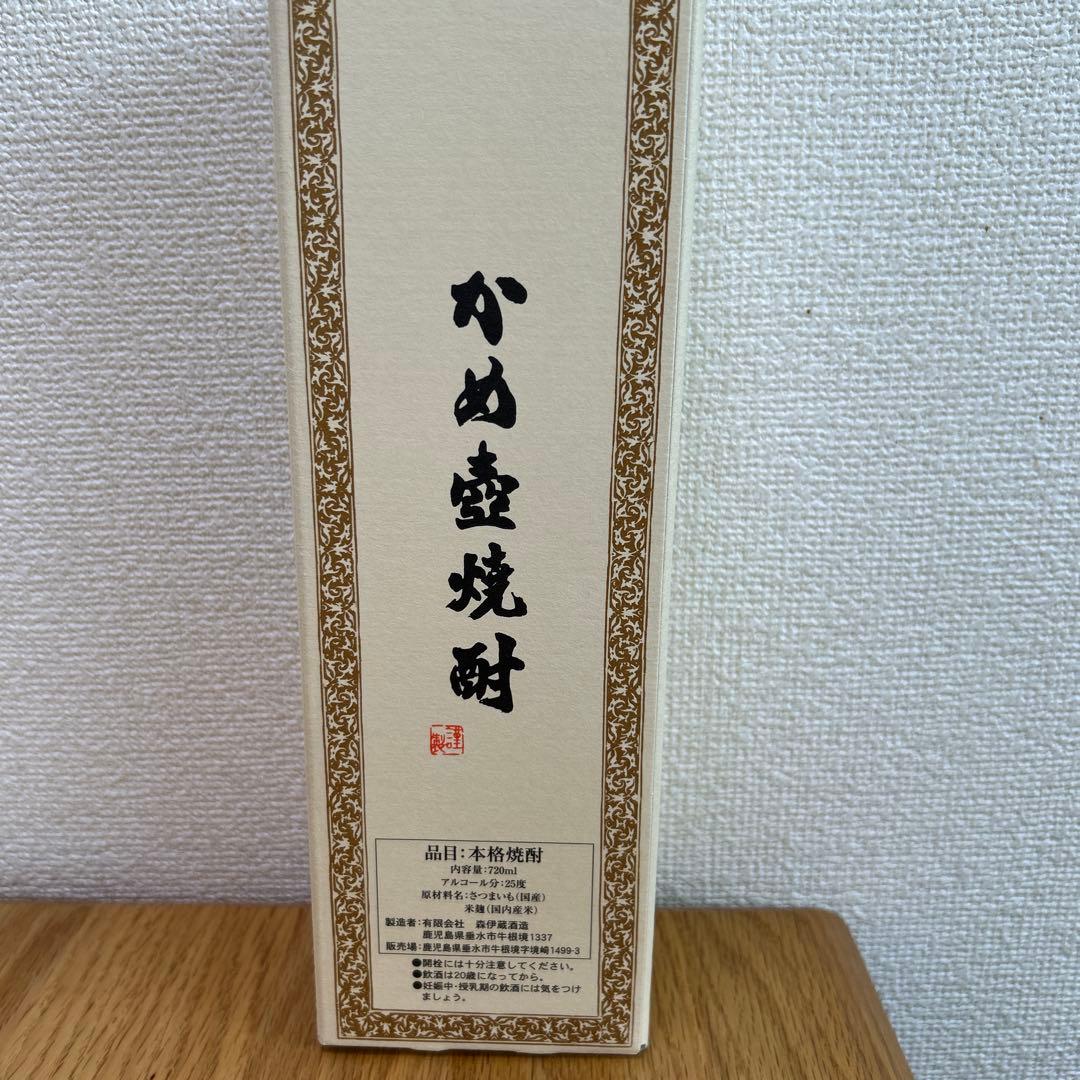 かめ壺焼酎
謹製
品目：本格焼酎
内容量：720ml
アルコール分：25度
原材料名：さつまいも（国産）
米麹（国内産米）
製造者：有限会社　森伊蔵酒造
鹿児島県垂水市牛根境1337
販売場：鹿児島県垂水市牛根境字境崎1499-3
●開栓には十分注意してください。
●飲酒は20歳になってから。
●妊娠中・授乳期の飲酒には気をつけ
ましょう。